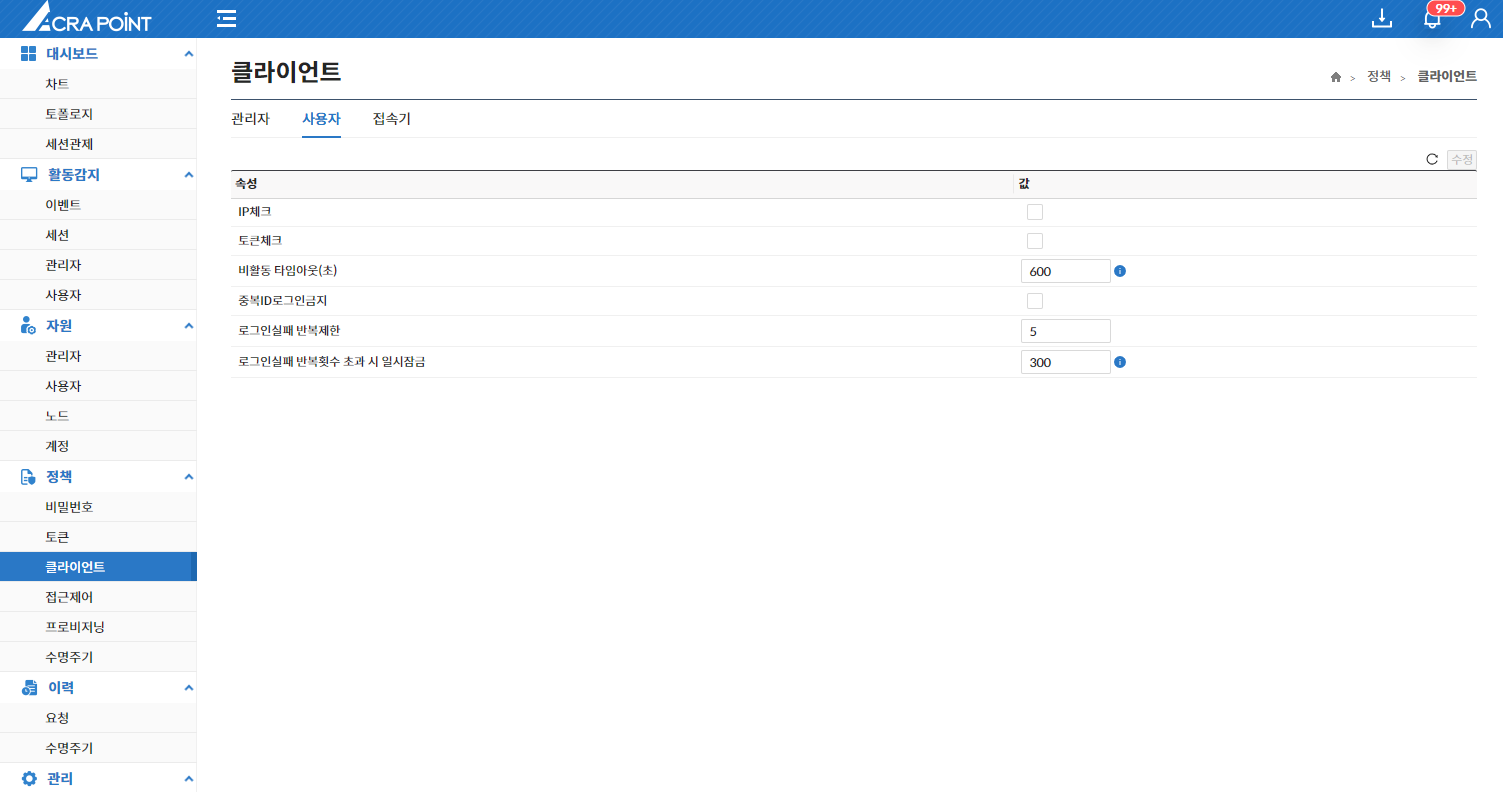 ACRA POINT
99+
대시보드
차트
토폴로지
세션관제
활동감지
이벤트
세션
관리자
사용자
자원
관리자
사용자
노드
계정
정책
비밀번호
토큰
클라이언트
접근제어
프로비저닝
수명주기
이력
요청
수명주기
관리
클라이언트
> 정책 > 클라이언트
관리자 사용자 접속기
수정
속성 값
IP체크
토큰체크
비활동 타임아웃(초) 600
중복ID로그인금지
로그인실패 반복제한 5
로그인실패 반복횟수 초과 시 일시잠금 300